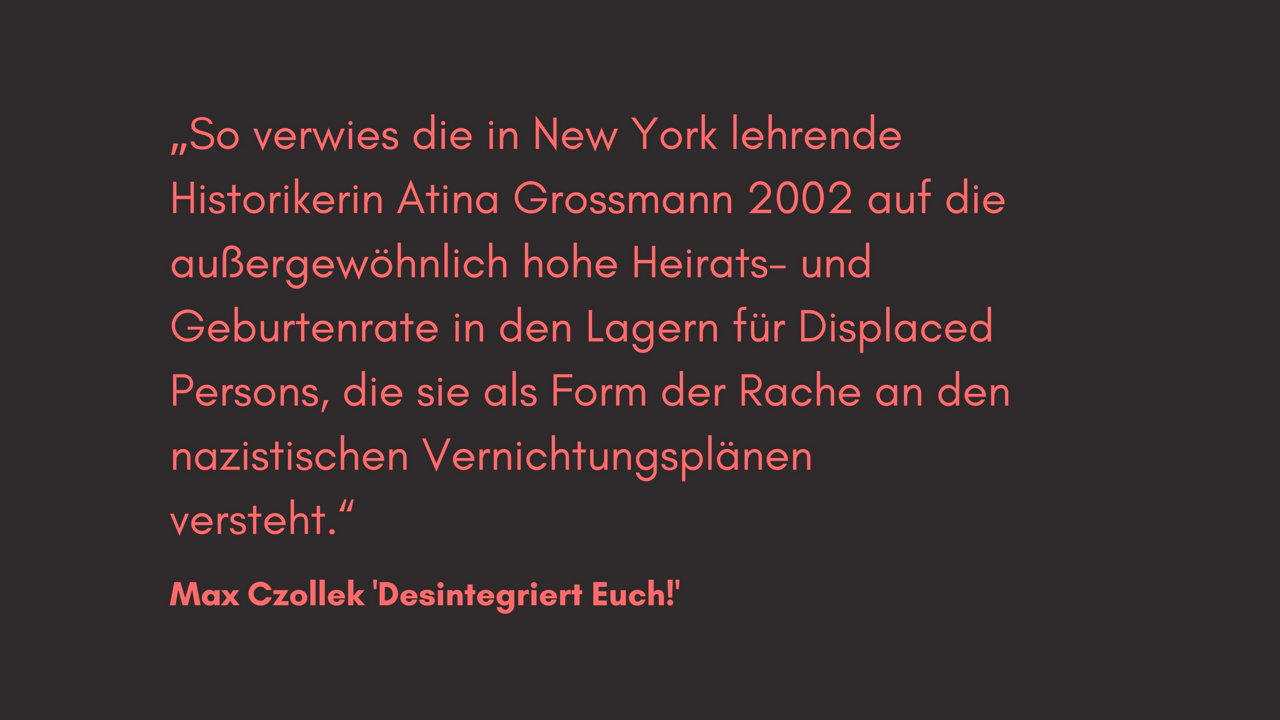 „So verwies die in New York lehrende
Historikerin Atina Grossmann 2002 auf die
außergewöhnlich hohe Heirats- und
Geburtenrate in den Lagern für Displaced
Persons, die sie als Form der Rache an den
nazistischen Vernichtungsplänen
versteht.“
Max Czollek 'Desintegriert Euch!'